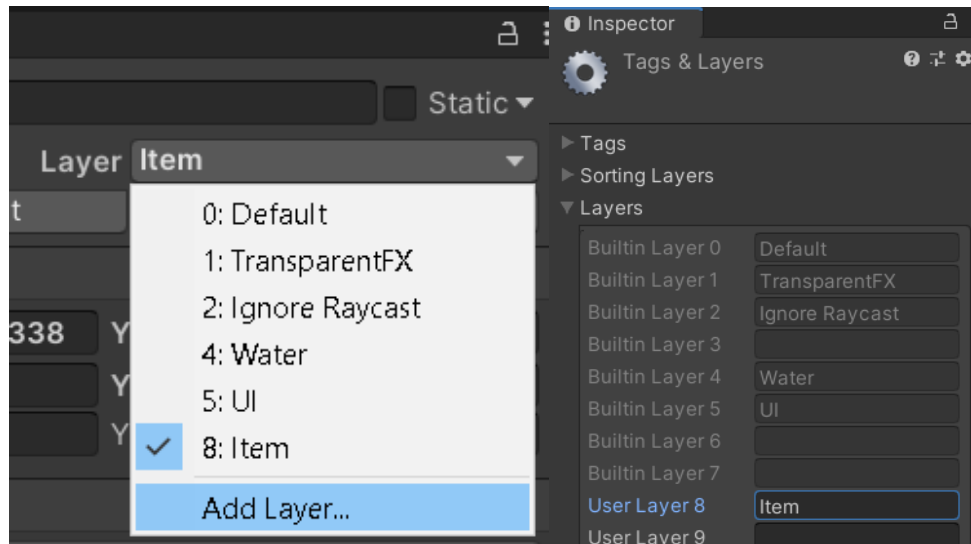 Static
Layer Item
t
0: Default
1: TransparentFX
2: Ignore Raycast
4: Water
5: UI
8: Item
Add Layer...
338 Y
Y
Y
Inspector
Tags & Layers
Tags
Sorting Layers
Layers
Builtin Layer 0 Default
Builtin Layer 1 TransparentFX
Builtin Layer 2 Ignore Raycast
Builtin Layer 3
Builtin Layer 4 Water
Builtin Layer 5 UI
Builtin Layer 6
Builtin Layer 7
User Layer 8 Item
User Layer 9